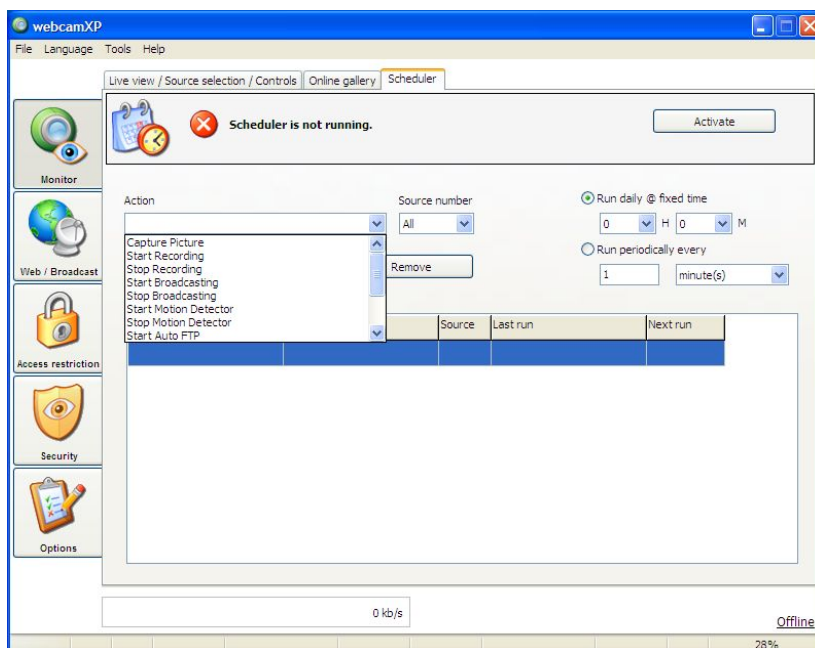 webcamXP
File Language Tools Help
Live view / Source selection / Controls Online gallery Scheduler
Scheduler is not running.
Activate
Monitor
Web / Broadcast
Access restriction
Security
Options
Action
Source number
All
Run daily @ fixed time
0 H 0 M
Run periodically every
1 minute(s)
Capture Picture
Start Recording
Stop Recording
Start Broadcasting
Stop Broadcasting
Start Motion Detector
Stop Motion Detector
Start Auto FTP
Remove
Source Last run Next run
0 kb/s
Offline
28%